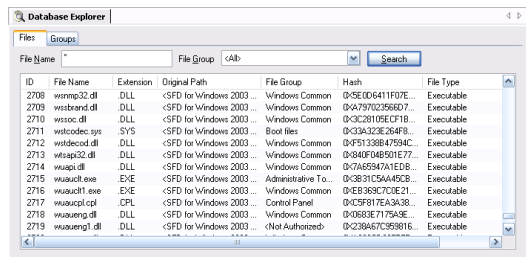 Database Explorer
Files Groups
File Name * File Group <All> Search
ID File Name Extension Original Path File Group Hash File Type
2708 wsnmp32.dll .DLL <SFD for Windows 2003 ... Windows Common 0X5E0D6411F07E... Executable
2709 wssbrand.dll .DLL <SFD for Windows 2003 ... Windows Common 0XA797023566D7... Executable
2710 wssoc.dll .DLL <SFD for Windows 2003 ... Windows Common 0X3C28105ECF1B... Executable
2711 wstcodec.sys .SYS <SFD for Windows 2003 ... Boot files 0X33A323E264F8... Executable
2712 wstdecod.dll .DLL <SFD for Windows 2003 ... Windows Common 0XF51338B47594C... Executable
2713 wtsapi32.dll .DLL <SFD for Windows 2003 ... Windows Common 0X840F04B501E77... Executable
2714 wuapi.dll .DLL <SFD for Windows 2003 ... Windows Common 0X7A65947A1EDB... Executable
2715 wuauclt.exe .EXE <SFD for Windows 2003 ... Administrative To... 0X3B31C5AA45CB... Executable
2716 wuauclt1.exe .EXE <SFD for Windows 2003 ... Windows Common 0XEB369C7C0E21... Executable
2717 wuaucpl.cpl .CPL <SFD for Windows 2003 ... Control Panel 0XC5F817EA3A38... Executable
2718 wuaueng.dll .DLL <SFD for Windows 2003 ... Windows Common 0X0683E7175A9E... Executable
2719 wuaueng1.dll .DLL <SFD for Windows 2003 ... <Not Authorized> 0X238A67C959816... Executable